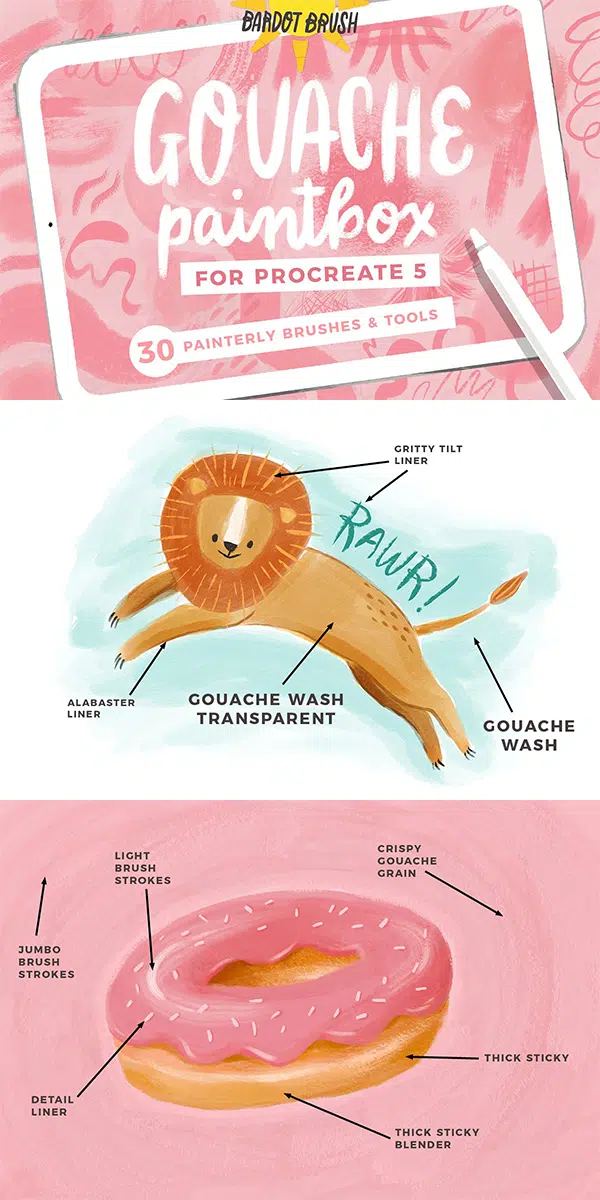 BARDOT BRUSH
GOUACHE
paintbox
FOR PROCREATE 5
30 PAINTERLY BRUSHES & TOOLS
GRITTY TILT
LINER
RAWR!
ALABASTER
LINER
GOUACHE WASH
TRANSPARENT
GOUACHE
WASH
LIGHT
BRUSH
STROKES
CRISPY
GOUACHE
GRAIN
JUMBO
BRUSH
STROKES
THICK STICKY
DETAIL
LINER
THICK STICKY
BLENDER